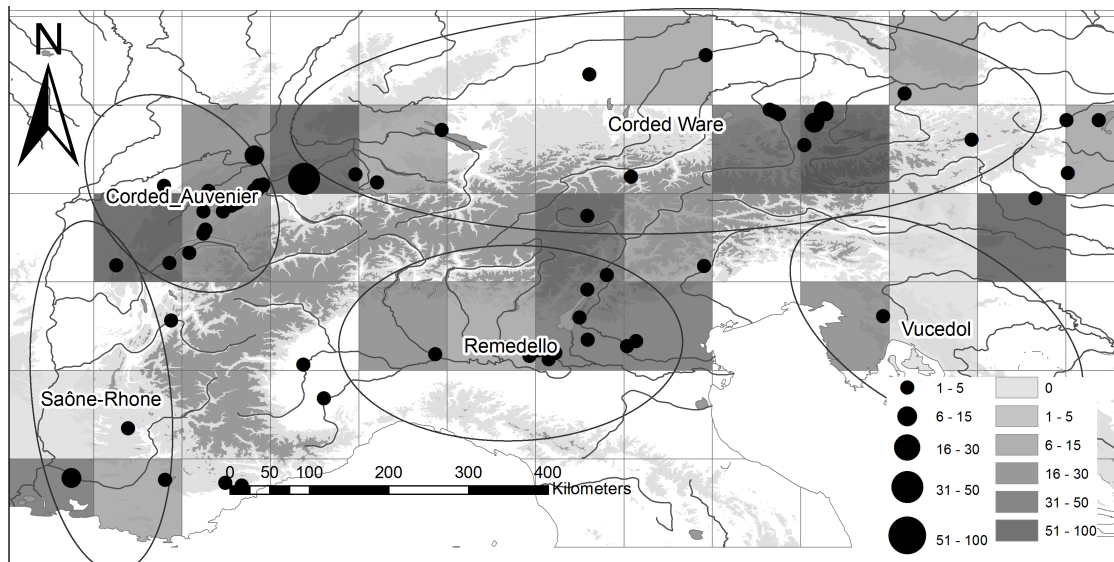 N
Corded Ware
Corded_Auvenier
Vucedol
Remedello
Saône-Rhone
0 50 100 200 300 400
Kilometers
1 - 5 0
6 - 15 1 - 5
16 - 30 6 - 15
31 - 50 16 - 30
51 - 100 31 - 50
51 - 100